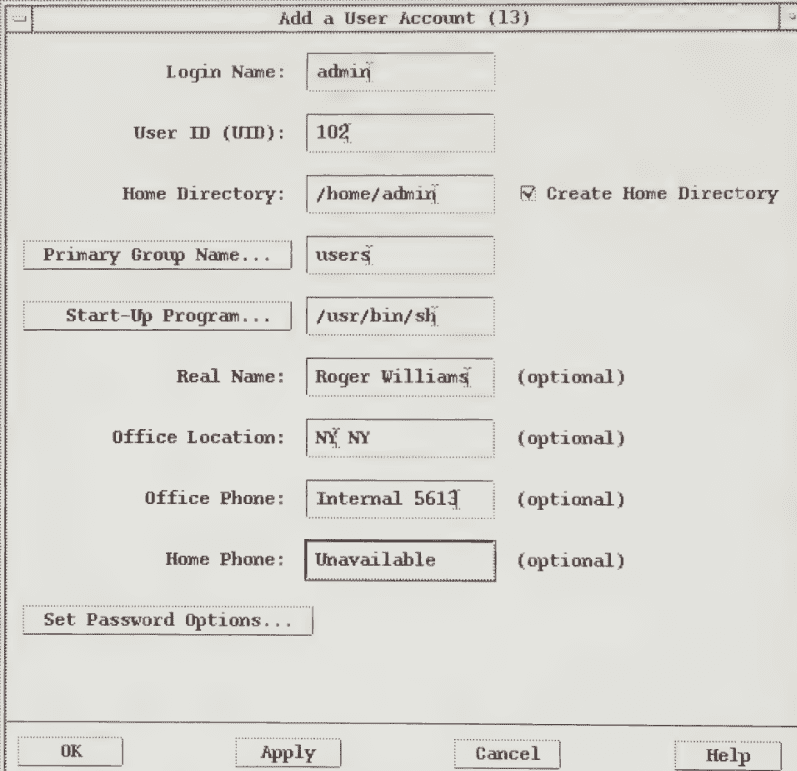 Add a User Account (13)
Login Name: admin
User ID (UID): 102
Home Directory: /home/admin Create Home Directory
Primary Group Name... users
Start-Up Program... /usr/bin/sh
Real Name: Roger Williams (optional)
Office Location: NY NY (optional)
Office Phone: Internal 5613 (optional)
Home Phone: Unavailable (optional)
Set Password Options...
OK Apply Cancel Help